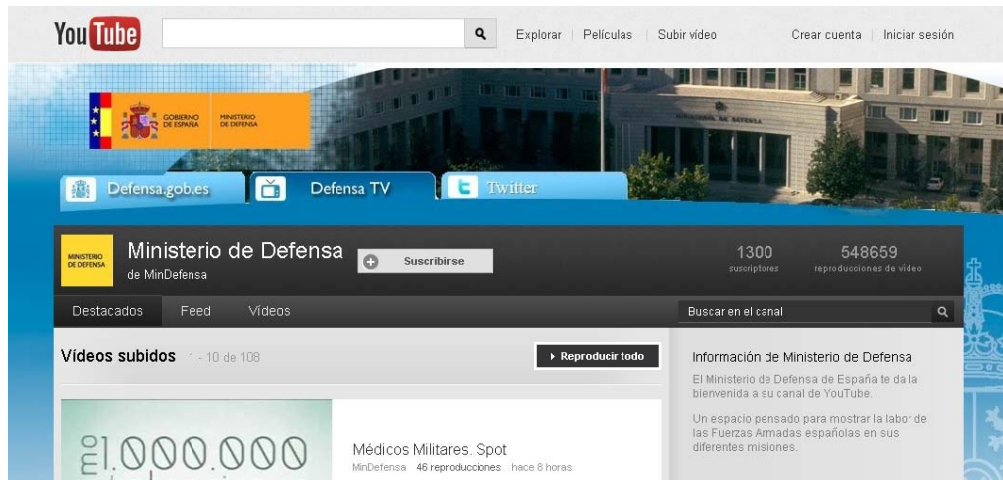 YouTube
Explorar Películas Subir vídeo Crear cuenta Iniciar sesión
GOBIERNO DE ESPAÑA
MINISTERIO DE DEFENSA
MINISTERIO DE DEFENSA
Defensa.gob.es Defensa TV Twitter
MINISTERIO DE DEFENSA
Ministerio de Defensa
de MinDefensa
Suscribirse
1300 548659
suscriptores reproducciones de vídeo
Destacados Feed Vídeos Buscar en el canal
Vídeos subidos 1 - 10 de 108 Reproducir todo
Información de Ministerio de Defensa
El Ministerio de Defensa de España te da la
bienvenida a su canal de YouTube.
Un espacio pensado para mostrar la labor de
las Fuerzas Armadas españolas en sus
diferentes misiones.
mil 1.000.000
Médicos Militares. Spot
MinDefensa 46 reproducciones hace 8 horas